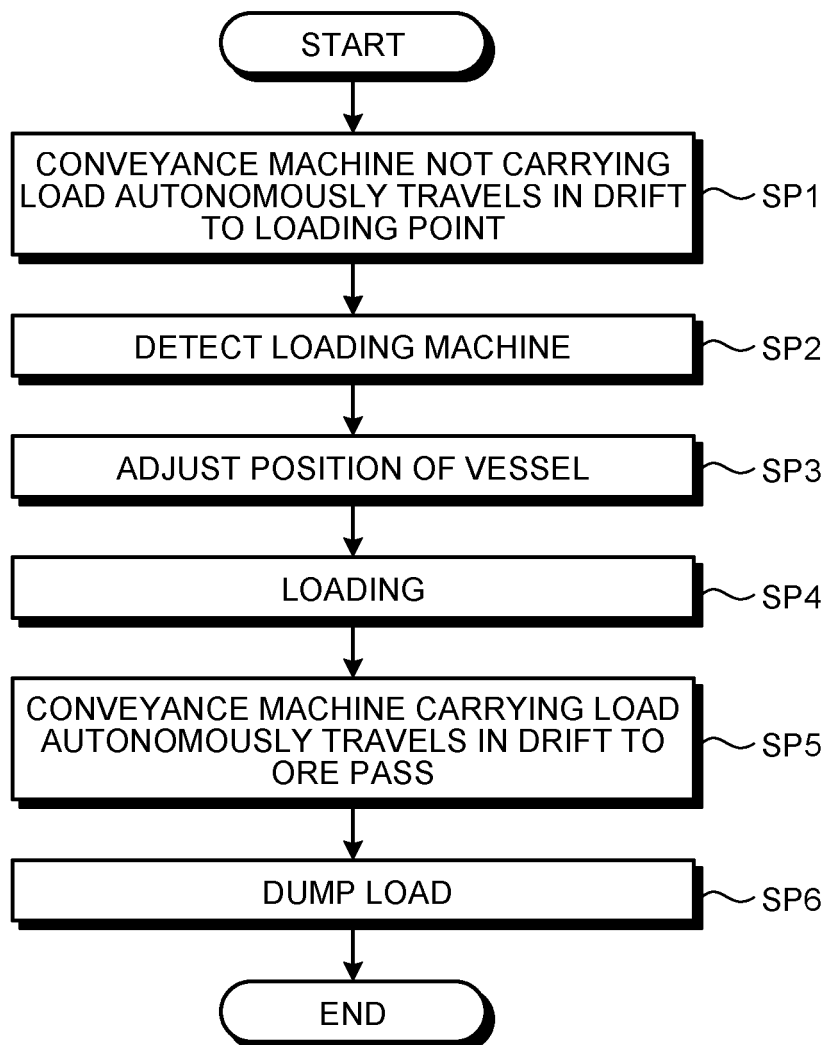 START
CONVEYANCE MACHINE NOT CARRYING
LOAD AUTONOMOUSLY TRAVELS IN DRIFT
TO LOADING POINT
SP1
DETECT LOADING MACHINE
SP2
ADJUST POSITION OF VESSEL
SP3
LOADING
SP4
CONVEYANCE MACHINE CARRYING LOAD
AUTONOMOUSLY TRAVELS IN DRIFT TO
ORE PASS
SP5
DUMP LOAD
SP6
END